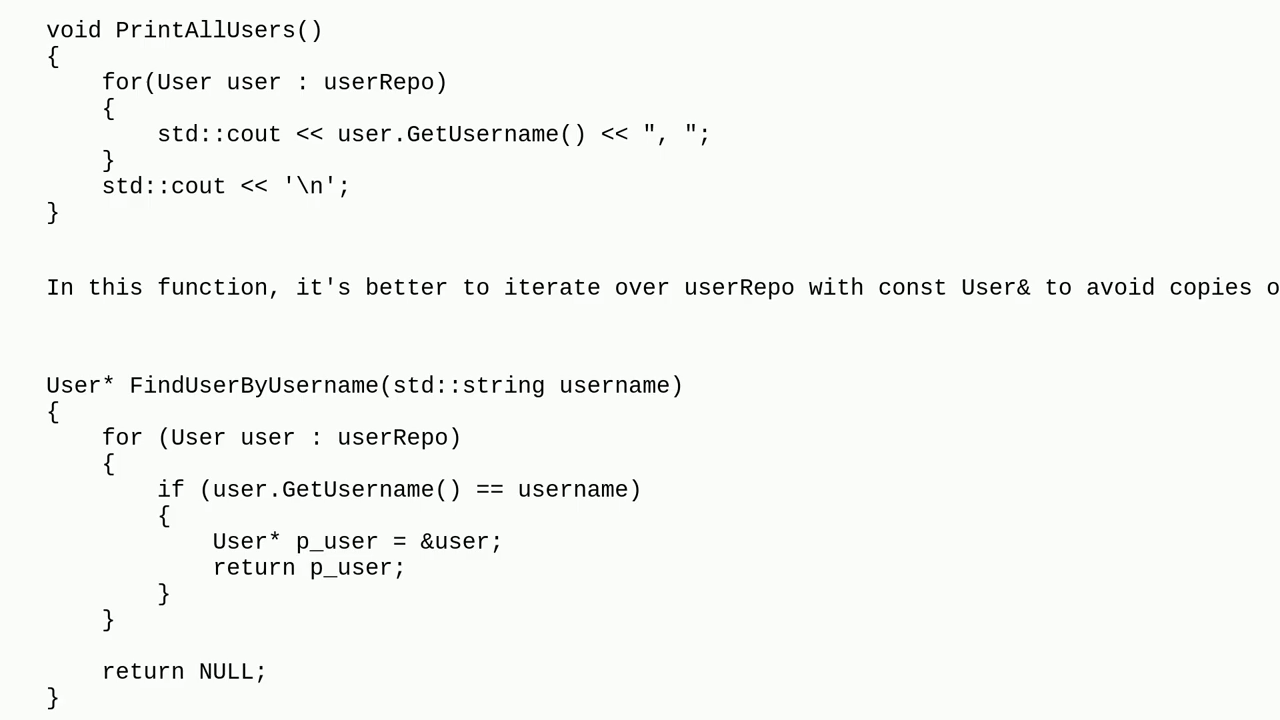 void PrintAllUsers()
{
    for(User user : userRepo)
    {
        std::cout << user.GetUsername() << ", ";
    }
    std::cout << '\n';
}
In this function, it's better to iterate over userRepo with const User& to avoid copies
User* FindUserByUsername(std::string username)
{
    for (User user : userRepo)
    {
        if (user.GetUsername() == username)
        {
            User* p_user = &user;
            return p_user;
        }
    }
    return NULL;
}